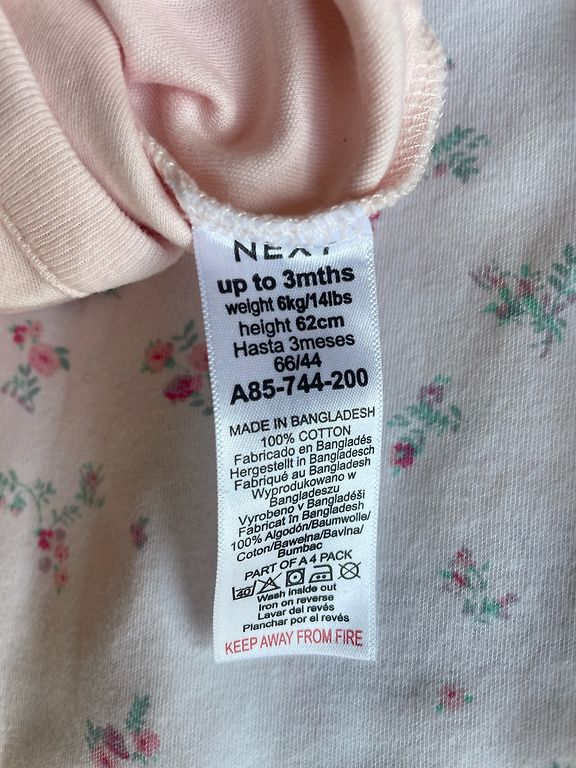 NEXT
up to 3mths
weight 6kg/14lbs
height 62cm
Hasta 3meses
66/44
A85-744-200
MADE IN BANGLADESH
100% COTTON
Fabricado en Bangladés
Hergestellt in Bangladesch
Fabriqué au Bangladesh
Wyprodukowano w
Bangladeszu
Vyrobeno v Bangladéši
Fabricat în Bangladesh
100% Algodón/Baumwolle/
Coton/Bawełna/Bavlna/
Bumbac
PART OF A 4 PACK
40
Wash inside out
Iron on reverse
Lavar del revés
Planchar por el revés
KEEP AWAY FROM FIRE